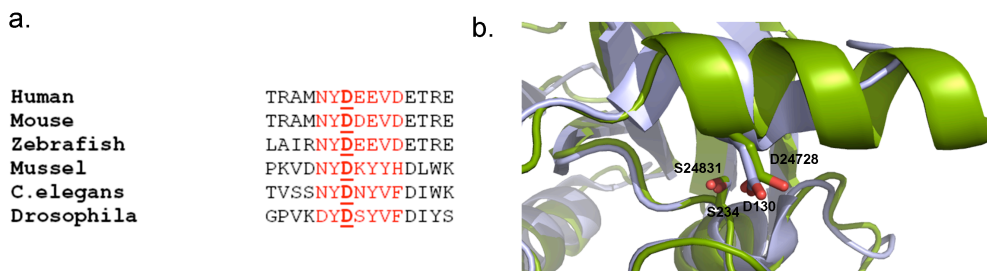 a.
b.
Human TRAMNYDEEVDETRE
Mouse TRAMNYDDEVDETRE
Zebrafish LAIRNYDEEVDETRE
Mussel PKVDNYDKYYHDLWK
C.elegans TVSSNYDNYVFDIWK
Drosophila GPVKDYDSYVFDIYS
S24831
D24728
S234
D130